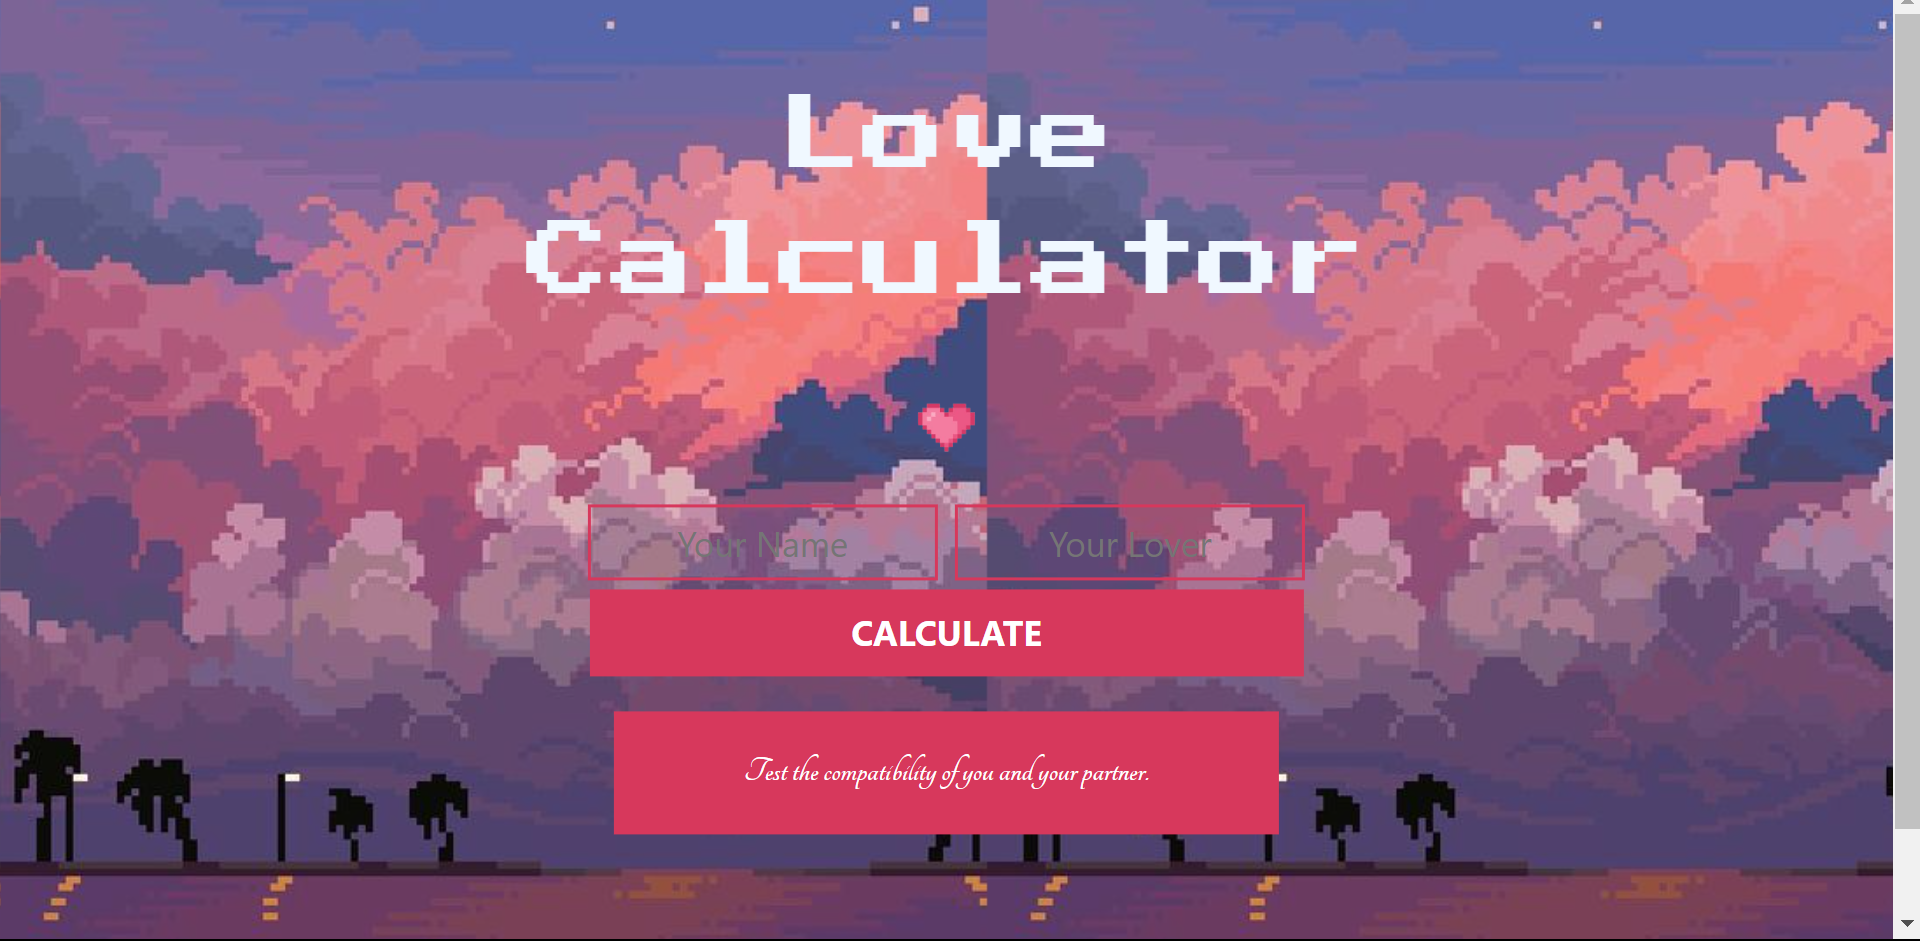 Love
Calculator
Your Name
Your Lover
CALCULATE
Test the compatibility of you and your partner.